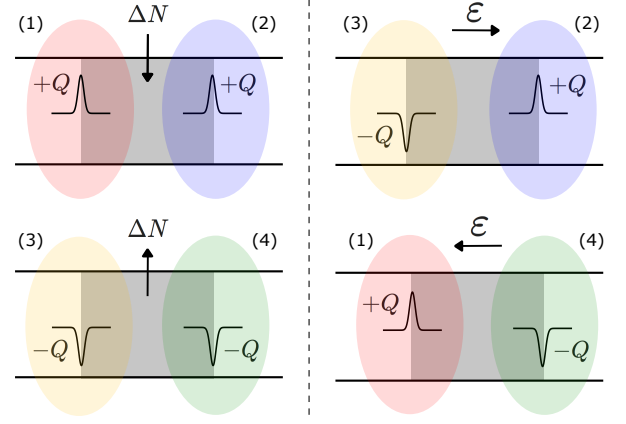 (1) ΔN (2)
+Q +Q
(3) ε (2)
−Q +Q
(3) ΔN (4)
−Q −Q
(1) ε (4)
+Q −Q